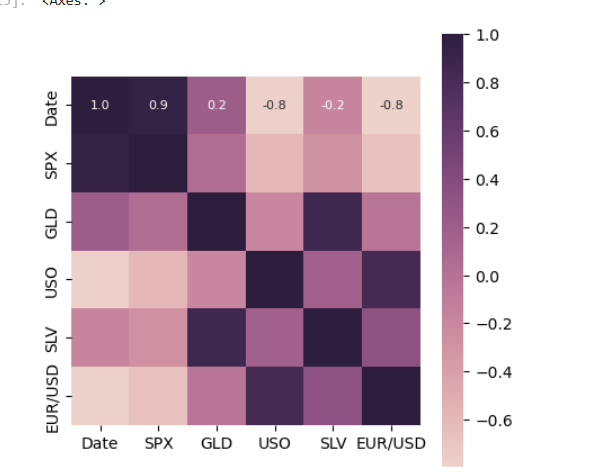 <Axes: >
1.0
0.8
0.6
0.4
0.2
0.0
−0.2
−0.4
−0.6
Date 1.0 0.9 0.2 -0.8 -0.2 -0.8
SPX
GLD
USO
SLV
EUR/USD
Date SPX GLD USO SLV EUR/USD